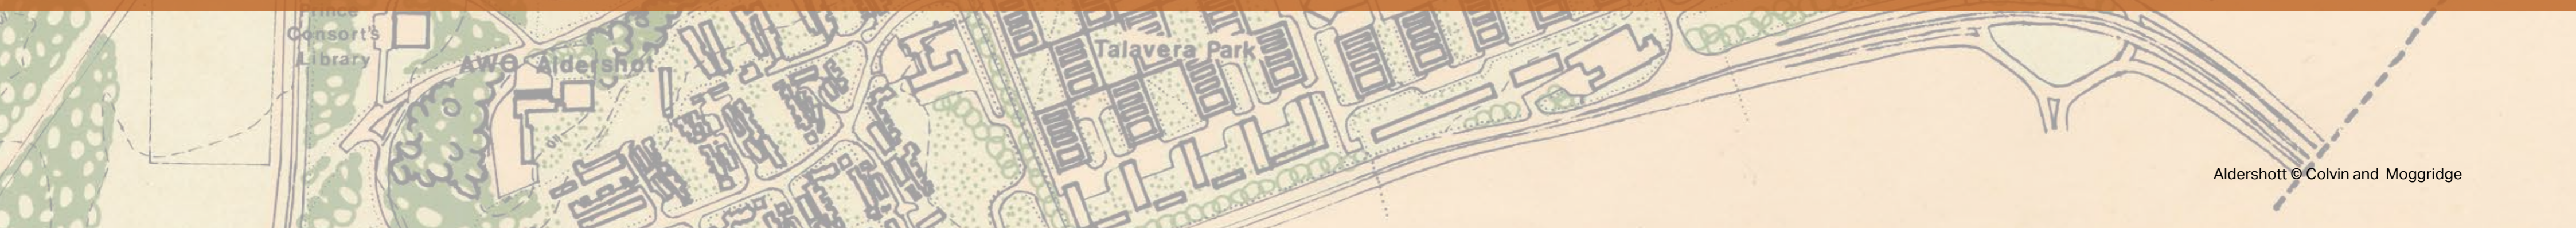 Prince
Consort's
Library
AWO Aldershot
Talavera Park
Aldershott © Colvin and Moggridge